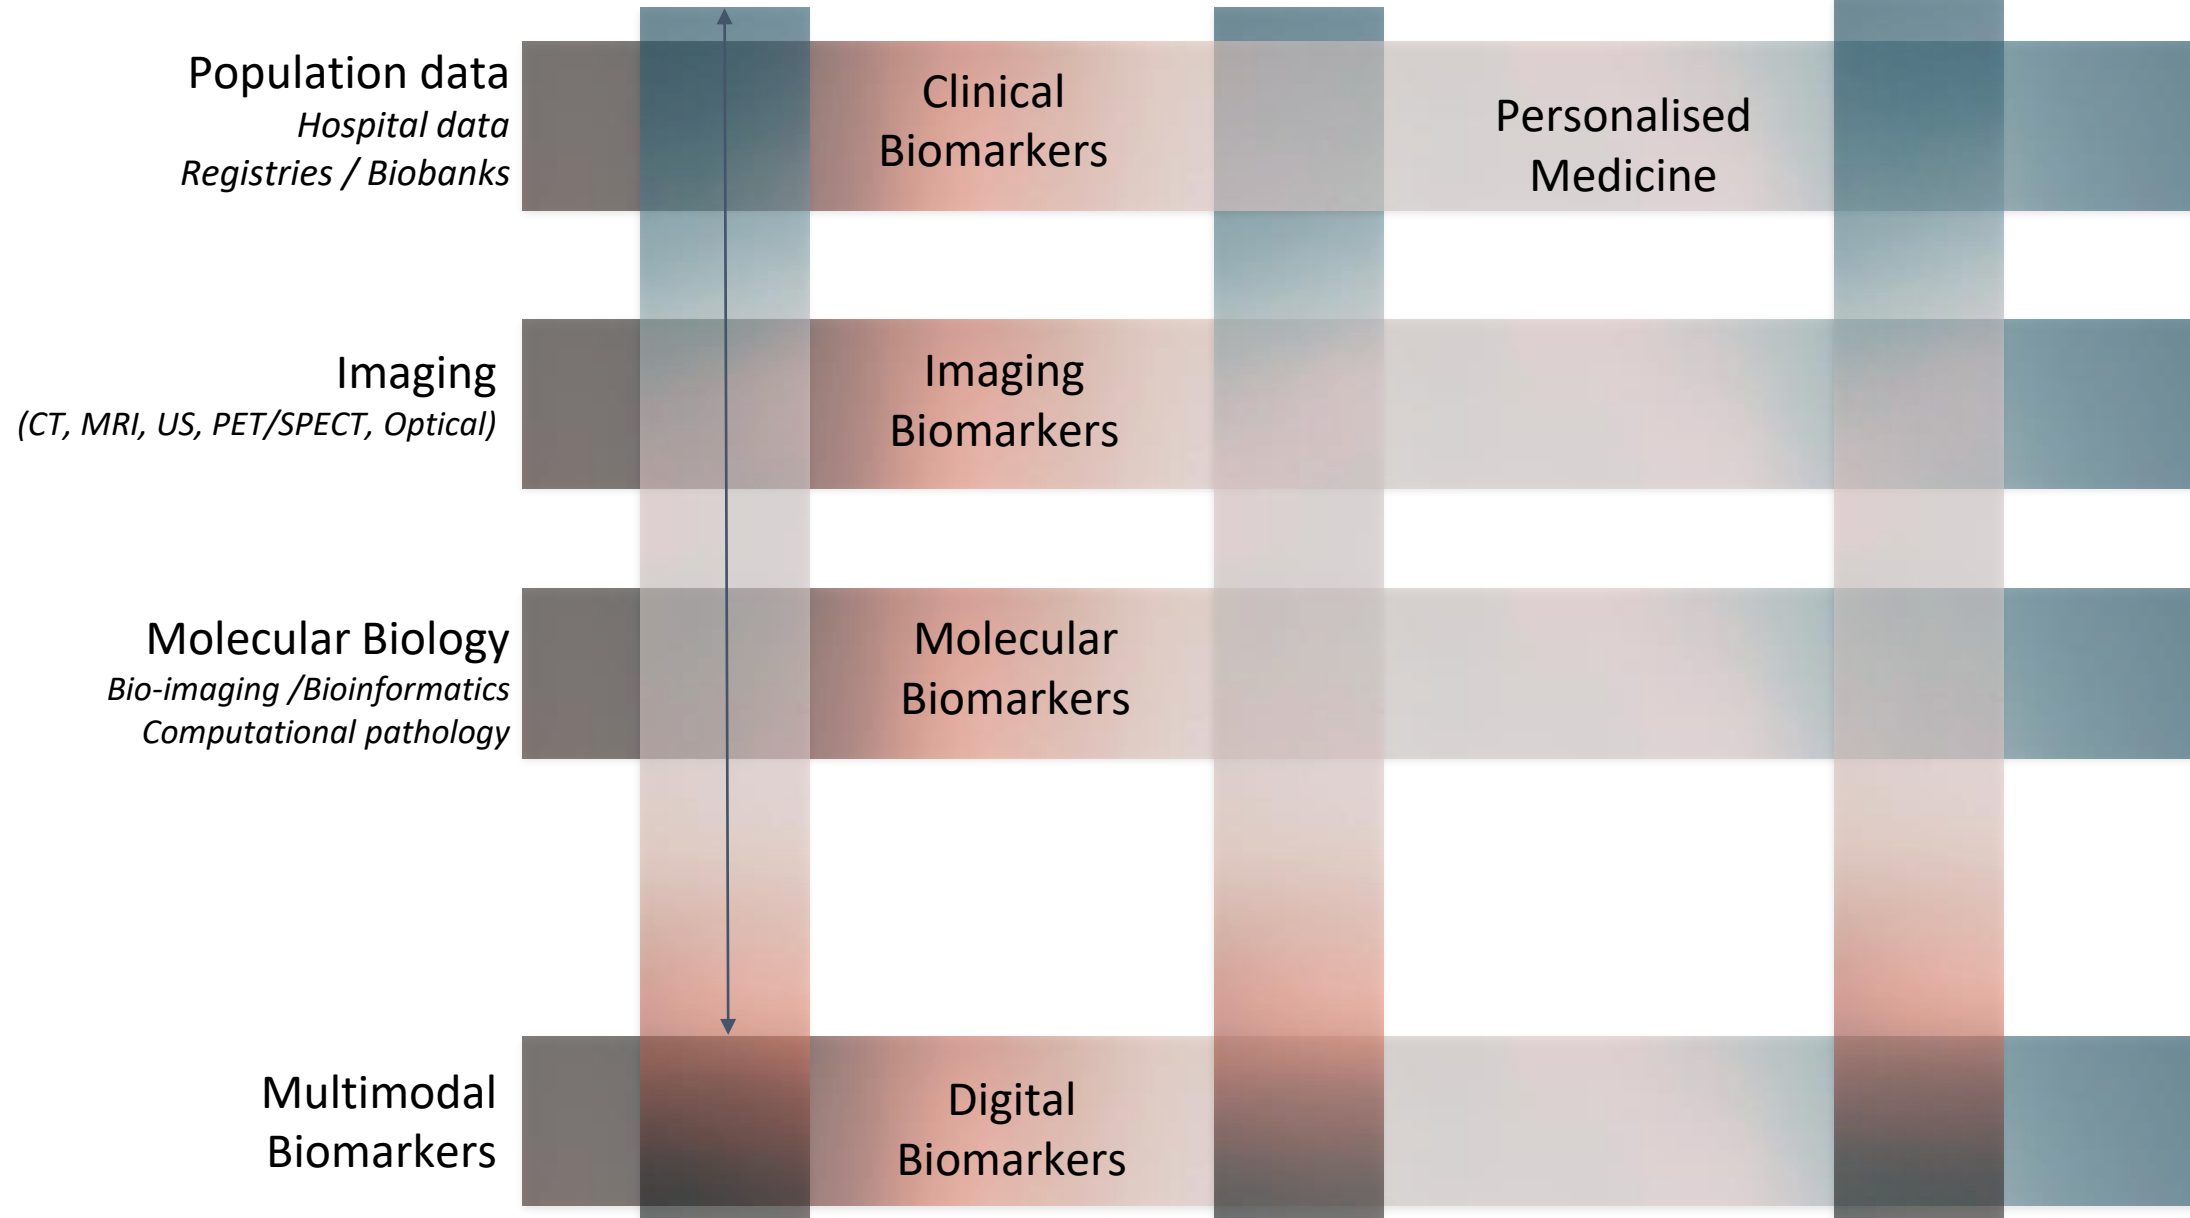 Population data
Hospital data
Registries / Biobanks
Clinical
Biomarkers
Personalised
Medicine
Imaging
(CT, MRI, US, PET/SPECT, Optical)
Imaging
Biomarkers
Molecular Biology
Bio-imaging /Bioinformatics
Computational pathology
Molecular
Biomarkers
Multimodal
Biomarkers
Digital
Biomarkers